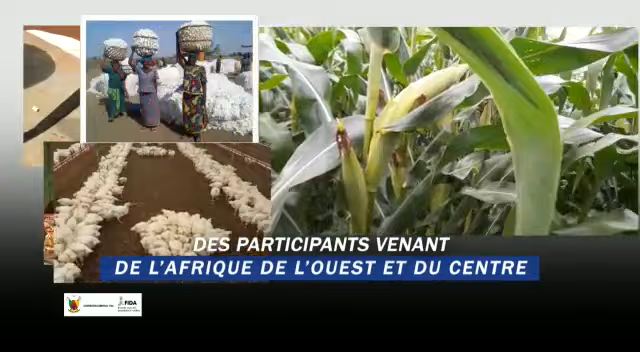 DES PARTICIPANTS VENANT
DE L'AFRIQUE DE L'OUEST ET DU CENTRE
FIDA